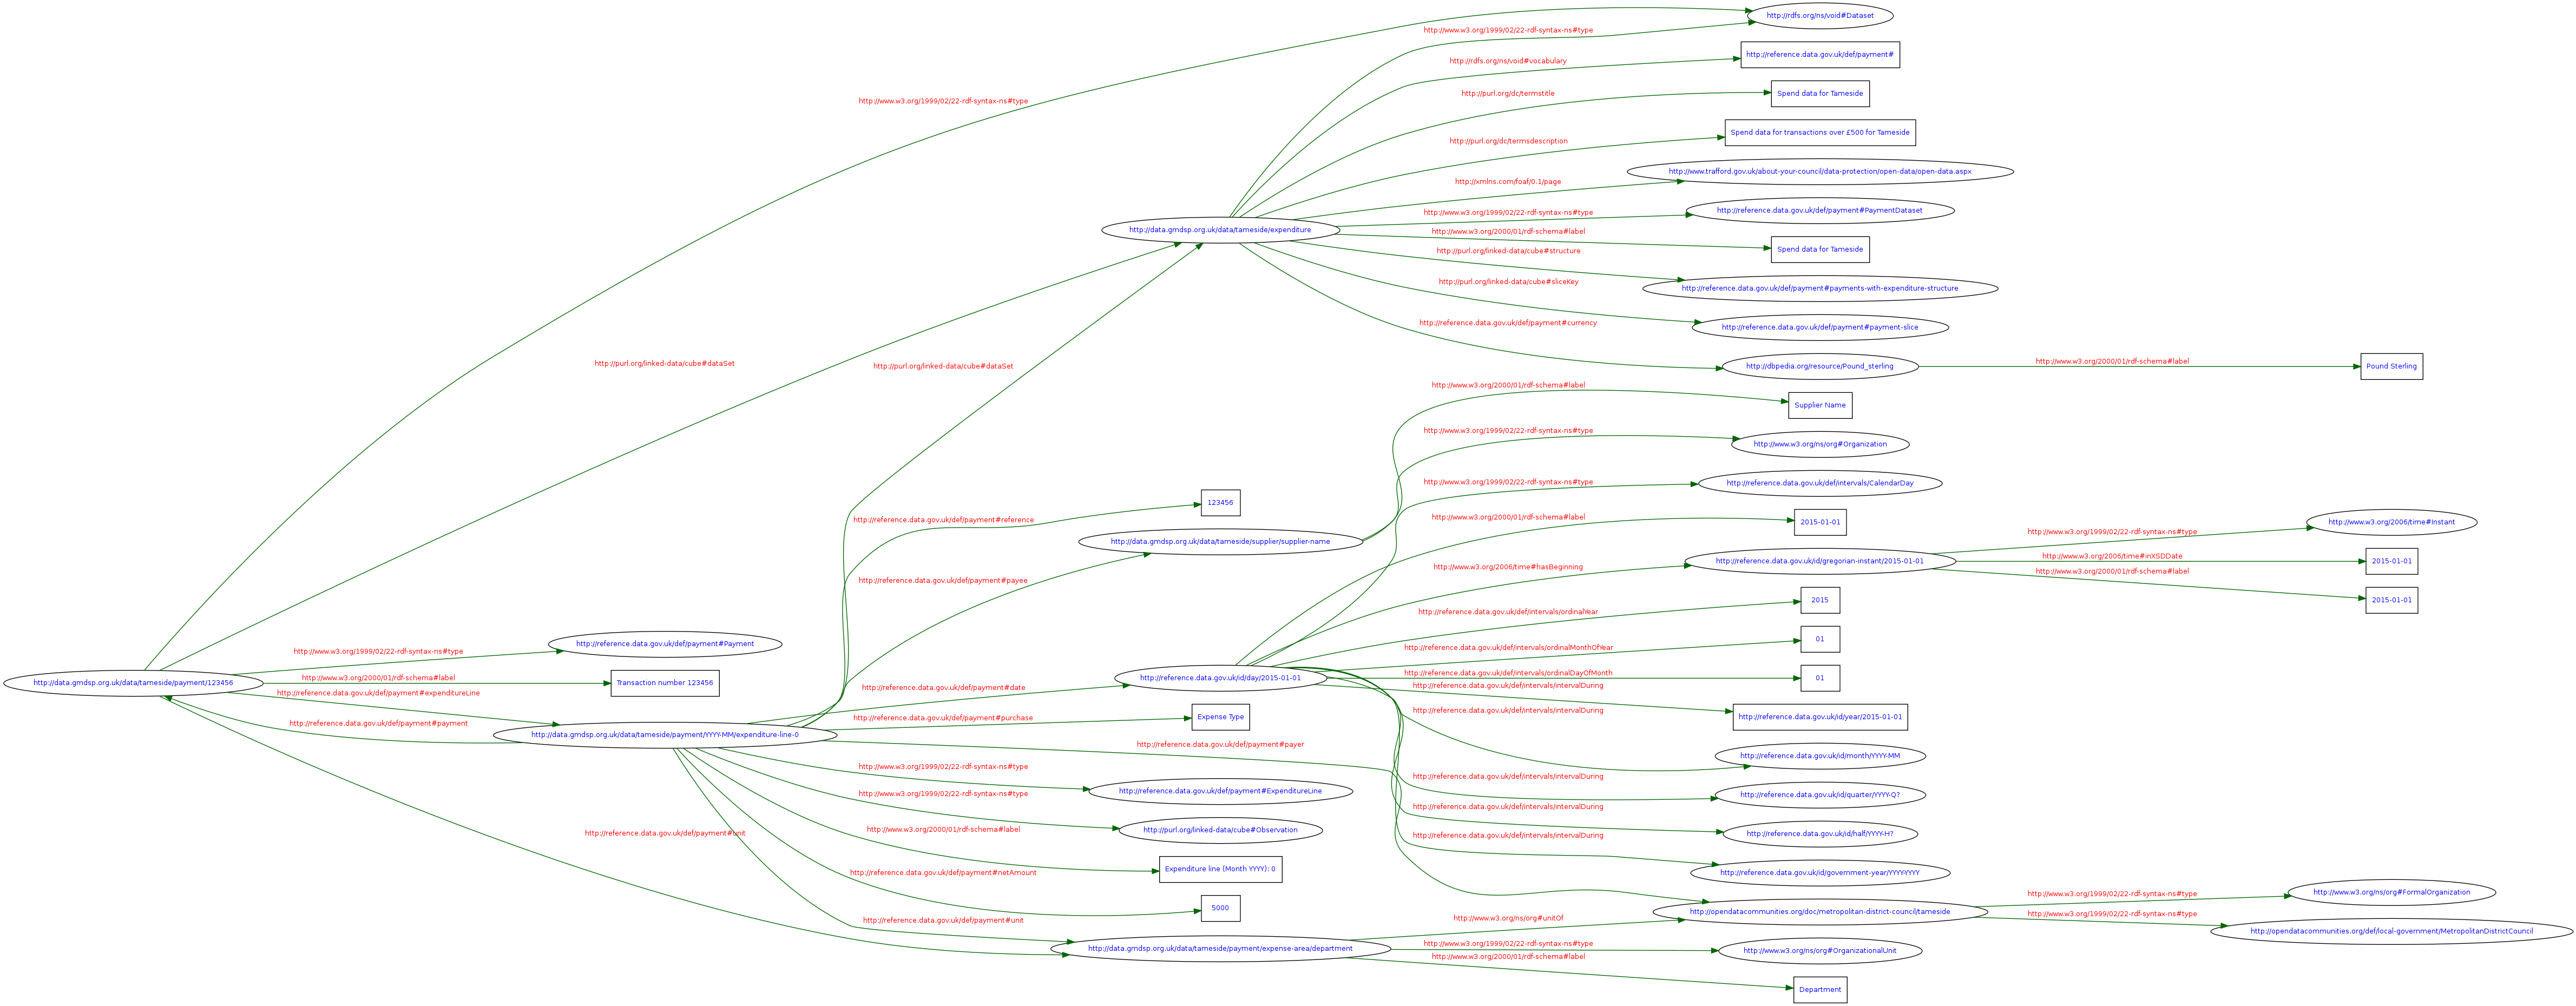 http://rdfs.org/ns/void#Dataset
http://www.w3.org/1999/02/22-rdf-syntax-ns#type
http://reference.data.gov.uk/def/payment#
http://rdfs.org/ns/void#vocabulary
http://purl.org/dc/termstitle
Spend data for Tameside
http://www.w3.org/1999/02/22-rdf-syntax-ns#type
Spend data for transactions over £500 for Tameside
http://purl.org/dc/termsdescription
http://www.trafford.gov.uk/about-your-council/data-protection/open-data/open-data.aspx
http://xmlns.com/foaf/0.1/page
http://reference.data.gov.uk/def/payment#PaymentDataset
http://www.w3.org/1999/02/22-rdf-syntax-ns#type
http://data.gmdsp.org.uk/data/tameside/expenditure
http://www.w3.org/2000/01/rdf-schema#label
Spend data for Tameside
http://purl.org/linked-data/cube#structure
http://reference.data.gov.uk/def/payment#payments-with-expenditure-structure
http://purl.org/linked-data/cube#sliceKey
http://reference.data.gov.uk/def/payment#payment-slice
http://reference.data.gov.uk/def/payment#currency
http://purl.org/linked-data/cube#dataSet
http://purl.org/linked-data/cube#dataSet
http://dbpedia.org/resource/Pound_sterling
http://www.w3.org/2000/01/rdf-schema#label
Pound Sterling
http://www.w3.org/2000/01/rdf-schema#label
Supplier Name
http://www.w3.org/1999/02/22-rdf-syntax-ns#type
http://www.w3.org/ns/org#Organization
http://www.w3.org/1999/02/22-rdf-syntax-ns#type
http://reference.data.gov.uk/def/intervals/CalendarDay
123456
http://reference.data.gov.uk/def/payment#reference
http://www.w3.org/2000/01/rdf-schema#label
2015-01-01
http://www.w3.org/2006/time#Instant
http://www.w3.org/1999/02/22-rdf-syntax-ns#type
http://data.gmdsp.org.uk/data/tameside/supplier/supplier-name
http://www.w3.org/2006/time#hasBeginning
http://reference.data.gov.uk/id/gregorian-instant/2015-01-01
http://www.w3.org/2006/time#inXSDDate
2015-01-01
http://www.w3.org/2000/01/rdf-schema#label
2015-01-01
http://reference.data.gov.uk/def/payment#payee
http://reference.data.gov.uk/def/intervals/ordinalYear
2015
http://reference.data.gov.uk/def/intervals/ordinalMonthOfYear
01
http://reference.data.gov.uk/def/payment#Payment
http://www.w3.org/1999/02/22-rdf-syntax-ns#type
http://data.gmdsp.org.uk/data/tameside/payment/123456
http://www.w3.org/2000/01/rdf-schema#label
Transaction number 123456
http://reference.data.gov.uk/def/payment#expenditureLine
http://reference.data.gov.uk/def/payment#date
http://reference.data.gov.uk/id/day/2015-01-01
http://reference.data.gov.uk/def/intervals/ordinalDayOfMonth
01
http://reference.data.gov.uk/def/intervals/intervalDuring
http://reference.data.gov.uk/id/year/2015-01-01
http://reference.data.gov.uk/def/payment#payment
http://data.gmdsp.org.uk/data/tameside/payment/YYYY-MM/expenditure-line-0
http://reference.data.gov.uk/def/payment#purchase
Expense Type
http://reference.data.gov.uk/def/intervals/intervalDuring
http://reference.data.gov.uk/id/month/YYYY-MM
http://reference.data.gov.uk/def/payment#payer
http://www.w3.org/1999/02/22-rdf-syntax-ns#type
http://reference.data.gov.uk/def/payment#ExpenditureLine
http://reference.data.gov.uk/def/intervals/intervalDuring
http://reference.data.gov.uk/id/quarter/YYYY-Q?
http://www.w3.org/1999/02/22-rdf-syntax-ns#type
http://purl.org/linked-data/cube#Observation
http://reference.data.gov.uk/def/intervals/intervalDuring
http://reference.data.gov.uk/id/half/YYYY-H?
http://reference.data.gov.uk/def/payment#unit
http://www.w3.org/2000/01/rdf-schema#label
Expenditure line (Month YYYY): 0
http://reference.data.gov.uk/def/intervals/intervalDuring
http://reference.data.gov.uk/id/government-year/YYYY-YYYY
http://reference.data.gov.uk/def/payment#netAmount
5000
http://reference.data.gov.uk/def/payment#unit
http://data.gmdsp.org.uk/data/tameside/payment/expense-area/department
http://www.w3.org/ns/org#unitOf
http://opendatacommunities.org/doc/metropolitan-district-council/tameside
http://www.w3.org/1999/02/22-rdf-syntax-ns#type
http://www.w3.org/ns/org#FormalOrganization
http://www.w3.org/1999/02/22-rdf-syntax-ns#type
http://opendatacommunities.org/def/local-government/MetropolitanDistrictCouncil
http://www.w3.org/1999/02/22-rdf-syntax-ns#type
http://www.w3.org/ns/org#OrganizationalUnit
http://www.w3.org/2000/01/rdf-schema#label
Department